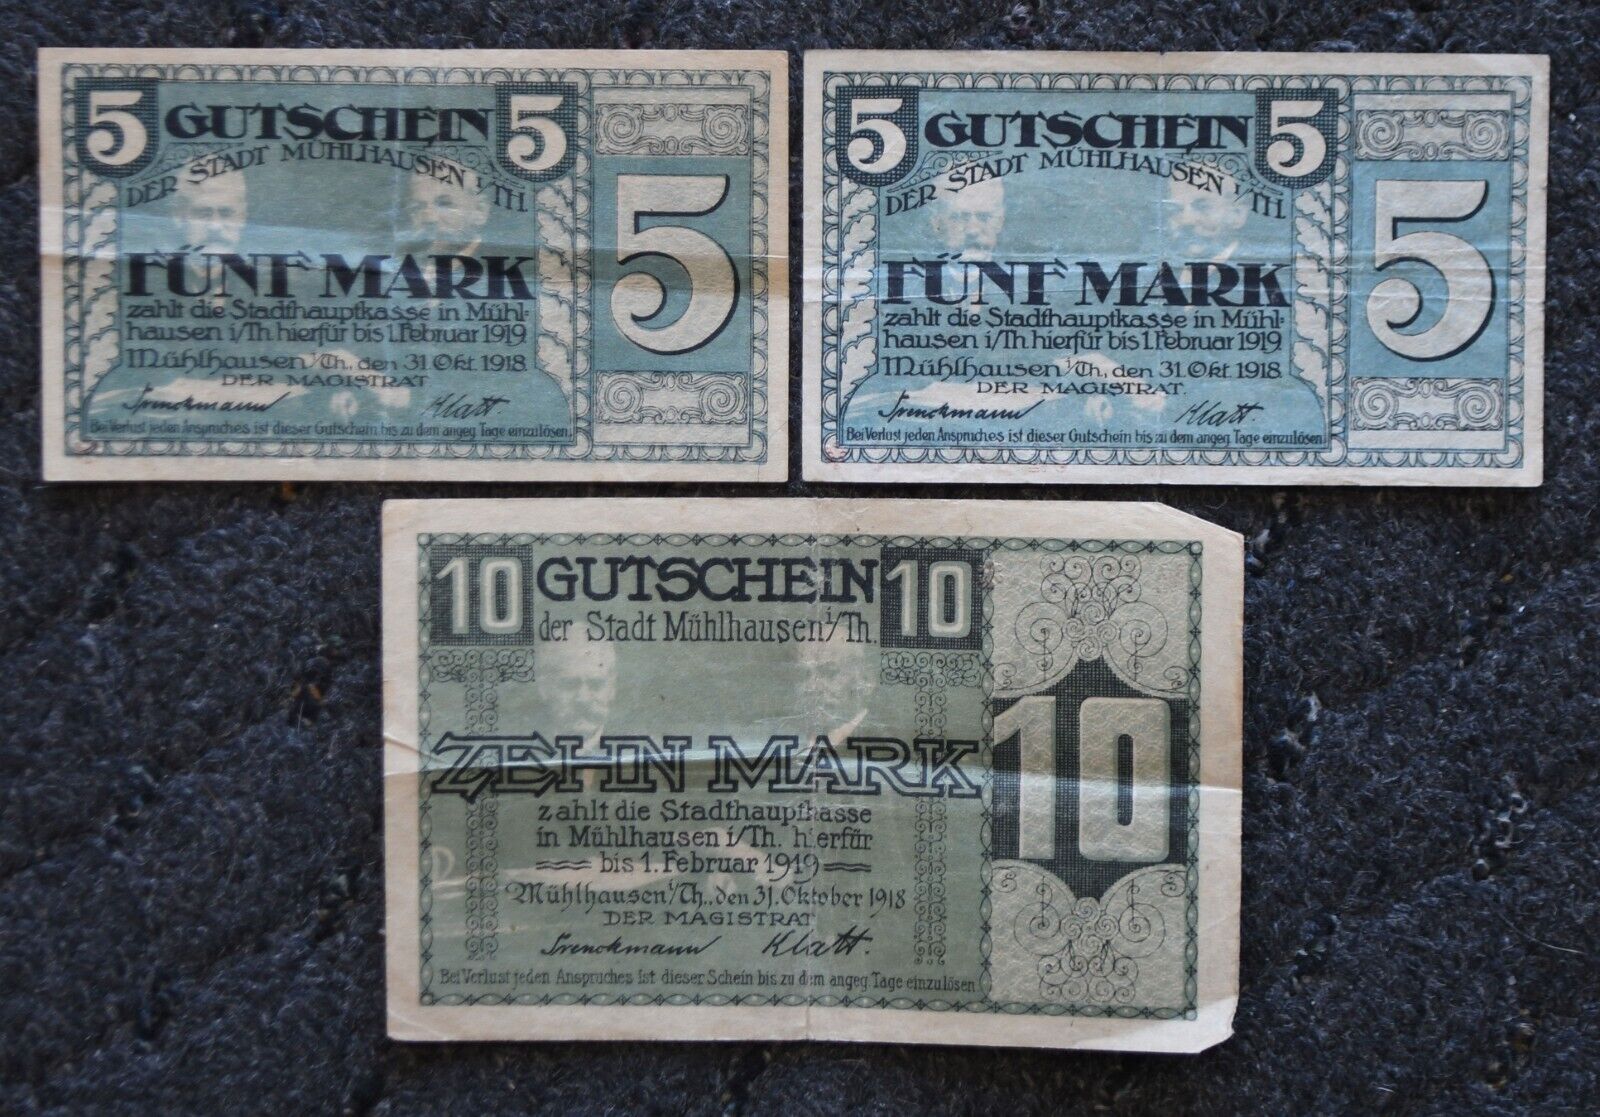 5 GUTSCHEIN 5
DER STADT MÜHLHAUSEN i/TH.
5
FÜNF MARK
zahlt die Stadthauptkasse in Mühl-
hausen i/Th. hierfür bis 1. Februar 1919
Mühlhausen i/Th., den 31. Okt. 1918.
DER MAGISTRAT
Trenckmann Klatt.
Bei Verlust jeden Anspruches ist dieser Gutschein bis zu dem angeg. Tage einzulösen.
5 GUTSCHEIN 5
DER STADT MÜHLHAUSEN i/TH.
5
FÜNF MARK
zahlt die Stadthauptkasse in Mühl-
hausen i/Th. hierfür bis 1. Februar 1919
Mühlhausen i/Th., den 31. Okt. 1918.
DER MAGISTRAT.
Trenckmann Klatt.
Bei Verlust jeden Anspruches ist dieser Gutschein bis zu dem angeg. Tage einzulösen
10 GUTSCHEIN 10
der Stadt Mühlhausen i/Th.
10
ZEHN MARK
zahlt die Stadthauptkasse
in Mühlhausen i/Th. hierfür
bis 1. Februar 1919
Mühlhausen i/Th., den 31. Oktober 1918
DER MAGISTRAT
Trenckmann Klatt.
Bei Verlust jeden Anspruches ist dieser Schein bis zu dem angeg. Tage einzulösen